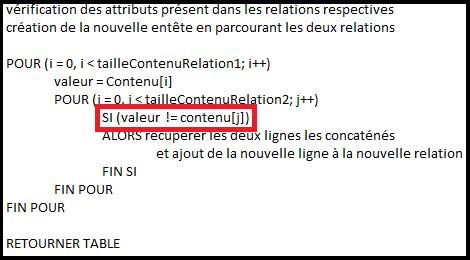 vérification des attributs présent dans les relations respectives
création de la nouvelle entête en parcourant les deux relations
POUR (i = 0, i < tailleContenuRelation1; i++)
valeur = Contenu[i]
POUR (j = 0, i < tailleContenuRelation2; j++)
SI (valeur != contenu[j])
ALORS recupérer les deux lignes les concaténés
et ajout de la nouvelle ligne à la nouvelle relation
FIN SI
FIN POUR
FIN POUR
RETOURNER TABLE